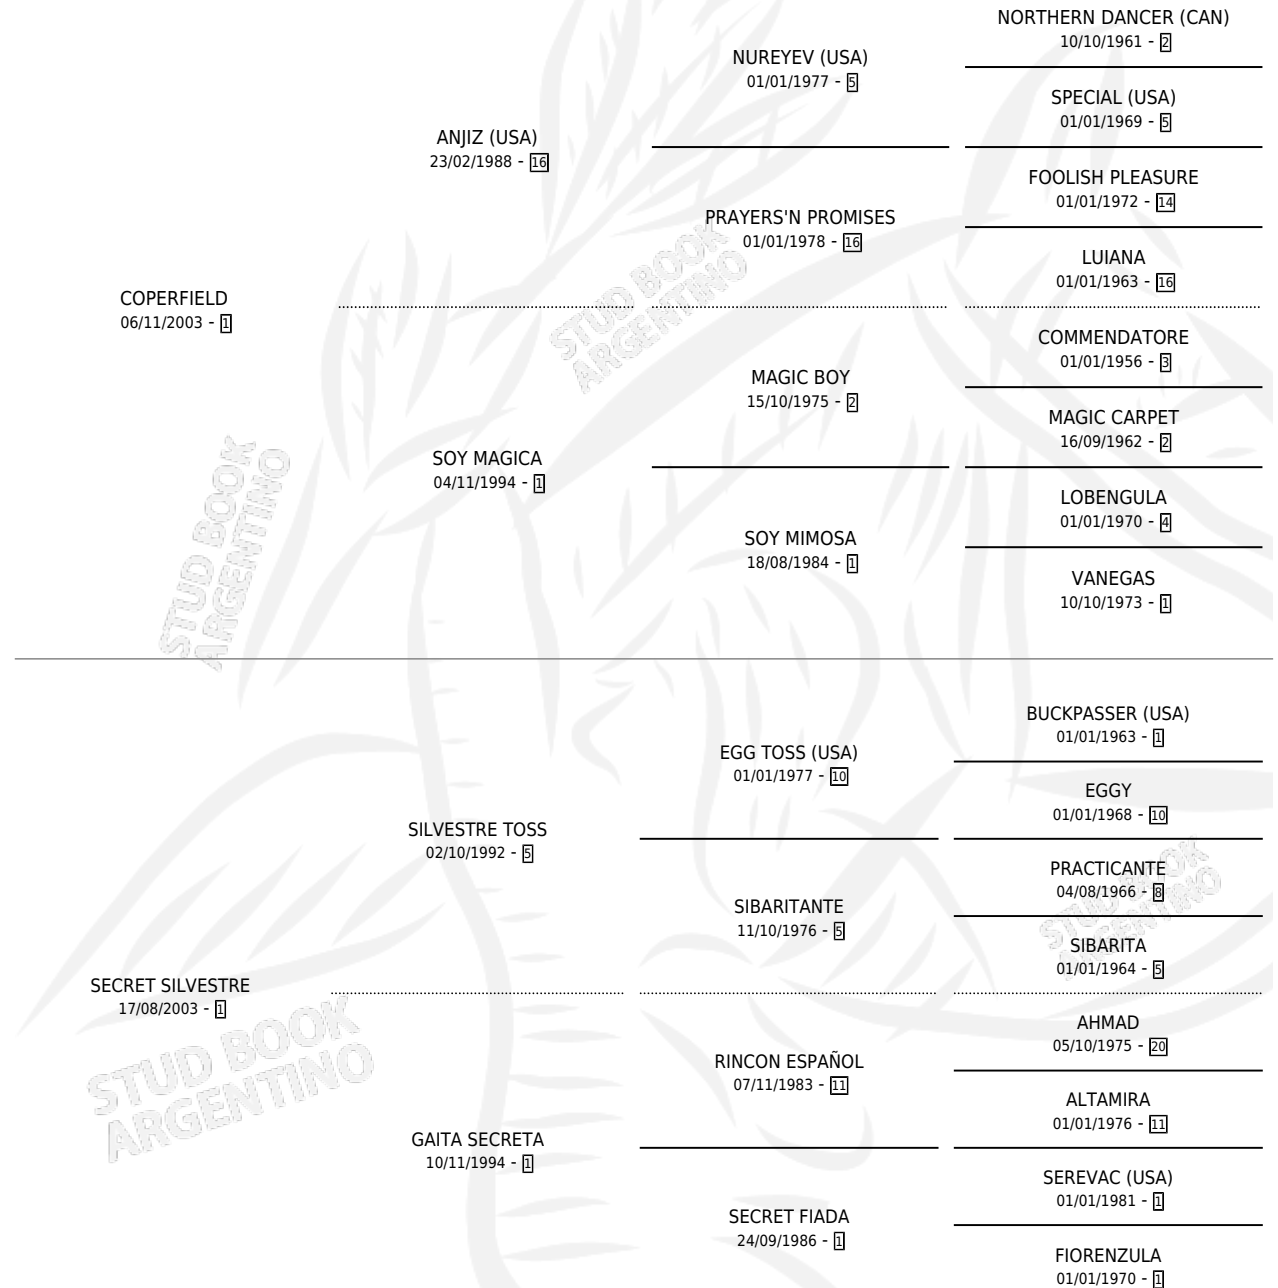 NORTHERN DANCER (CAN)
10/10/1961 - 2
NUREYEV (USA)
01/01/1977 - 5
SPECIAL (USA)
01/01/1969 - 5
ANJIZ (USA)
23/02/1988 - 16
FOOLISH PLEASURE
01/01/1972 - 14
PRAYERS'N PROMISES
01/01/1978 - 16
LUIANA
01/01/1963 - 16
COPERFIELD
06/11/2003 - 1
STUD BOOK
ARGENTINO
COMMENDATORE
01/01/1956 - 3
MAGIC BOY
15/10/1975 - 2
MAGIC CARPET
16/09/1962 - 2
SOY MAGICA
04/11/1994 - 1
STUD BOOK
ARGENTINO
LOBENGULA
01/01/1970 - 4
SOY MIMOSA
18/08/1984 - 1
VANEGAS
10/10/1973 - 1
BUCKPASSER (USA)
01/01/1963 - 1
EGG TOSS (USA)
01/01/1977 - 10
EGGY
01/01/1968 - 10
SILVESTRE TOSS
02/10/1992 - 5
PRACTICANTE
04/08/1966 - 8
STUD BOOK
ARGENTINO
SIBARITANTE
11/10/1976 - 5
SIBARITA
01/01/1964 - 5
SECRET SILVESTRE
17/08/2003 - 1
STUD BOOK
ARGENTINO
AHMAD
05/10/1975 - 20
RINCON ESPAÑOL
07/11/1983 - 11
ALTAMIRA
01/01/1976 - 11
GAITA SECRETA
10/11/1994 - 1
SEREVAC (USA)
01/01/1981 - 1
SECRET FIADA
24/09/1986 - 1
FIORENZULA
01/01/1970 - 1